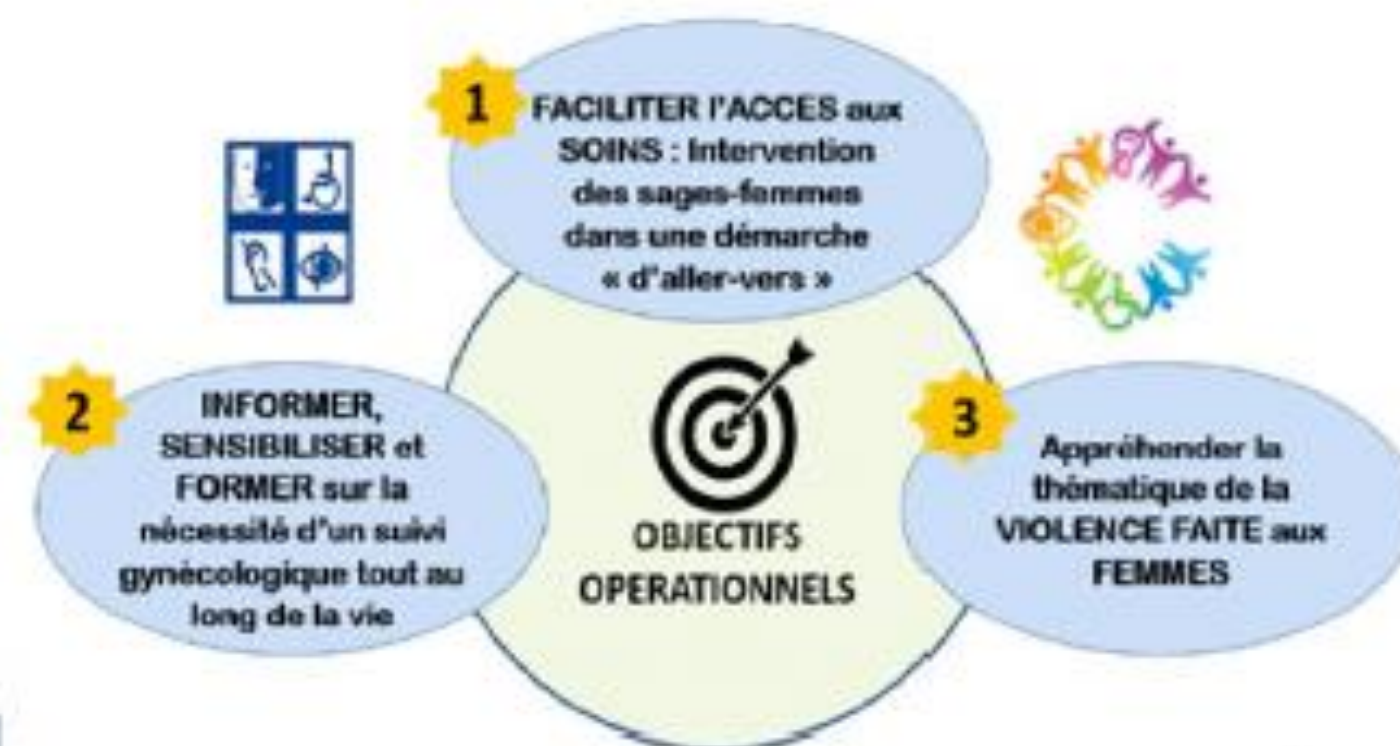 1
FACILITER l'ACCES aux
SOINS : Intervention
des sages-femmes
dans une démarche
« d'aller-vers »
2
INFORMER,
SENSIBILISER et
FORMER sur la
nécessité d'un suivi
gynécologique tout au
long de la vie
3
Appréhender la
thématique de la
VIOLENCE FAITE aux
FEMMES
OBJECTIFS
OPERATIONNELS